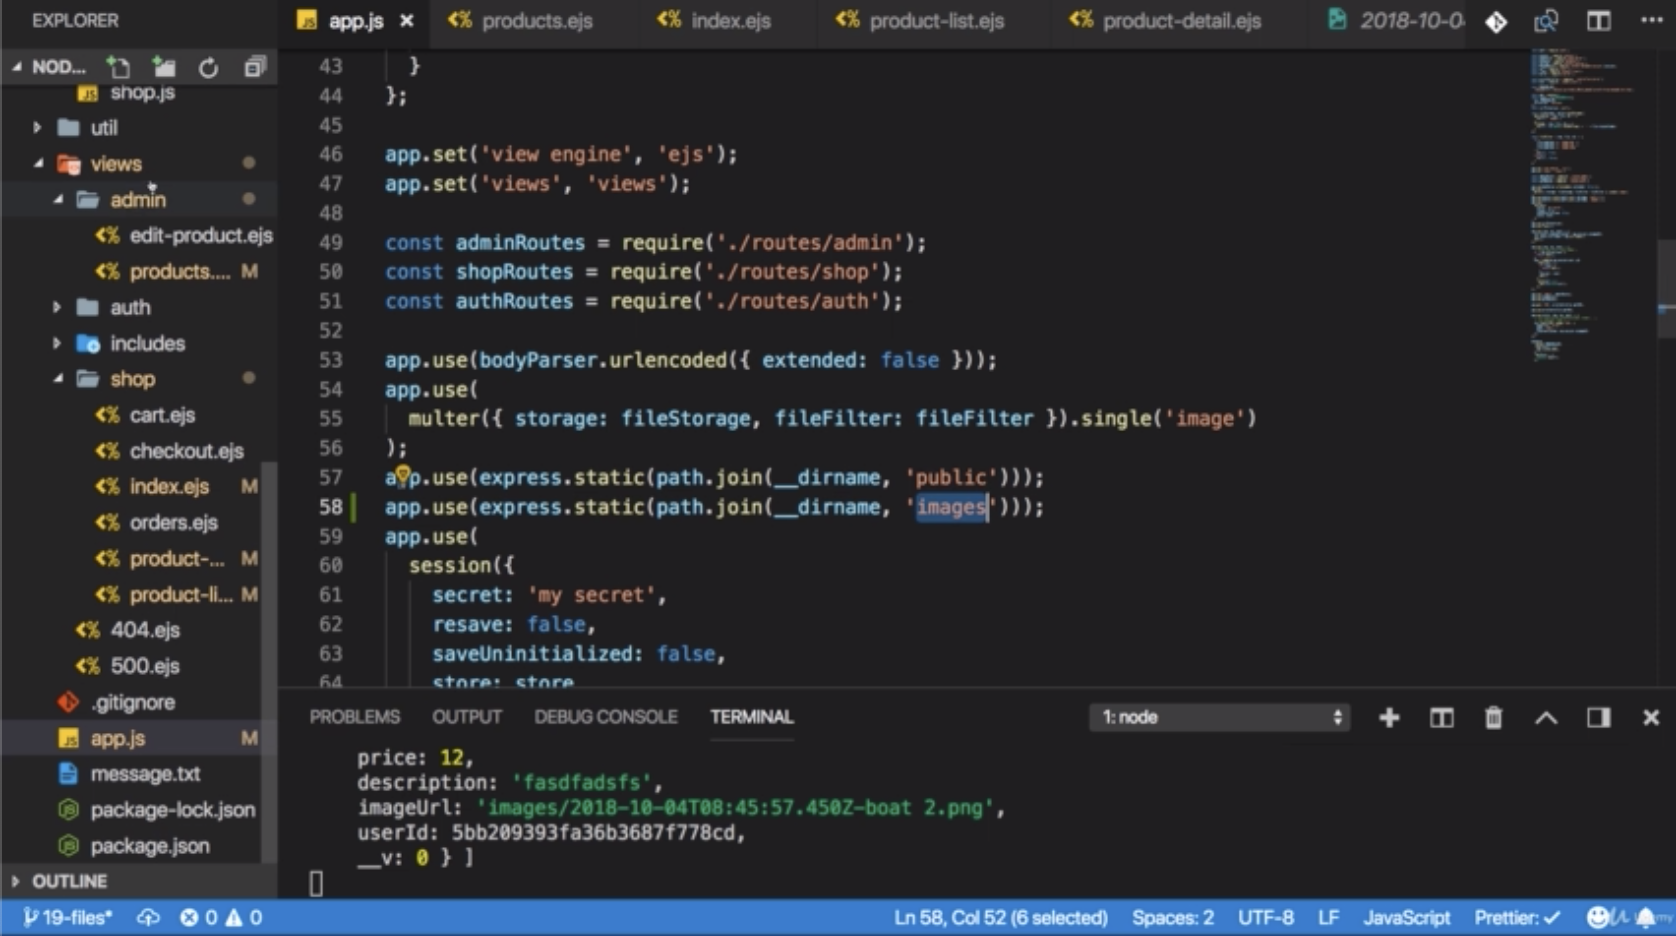 EXPLORER
app.js
products.ejs
index.ejs
product-list.ejs
product-detail.ejs
2018-10-0
NOD...
shop.js
util
views
admin
edit-product.ejs
products.... M
auth
includes
shop
cart.ejs
checkout.ejs
index.ejs M
orders.ejs
product-... M
product-li... M
404.ejs
500.ejs
.gitignore
app.js M
message.txt
package-lock.json
package.json
OUTLINE
43 }
44 };
45
46 app.set('view engine', 'ejs');
47 app.set('views', 'views');
48
49 const adminRoutes = require('./routes/admin');
50 const shopRoutes = require('./routes/shop');
51 const authRoutes = require('./routes/auth');
52
53 app.use(bodyParser.urlencoded({ extended: false }));
54 app.use(
55 multer({ storage: fileStorage, fileFilter: fileFilter }).single('image')
56 );
57 app.use(express.static(path.join(__dirname, 'public')));
58 app.use(express.static(path.join(__dirname, 'images')));
59 app.use(
60 session({
61 secret: 'my secret',
62 resave: false,
63 saveUninitialized: false,
64 store: store
PROBLEMS OUTPUT DEBUG CONSOLE TERMINAL 1: node
price: 12,
description: 'fasdfadsfs',
imageUrl: 'images/2018-10-04T08:45:57.450Z-boat 2.png',
userId: 5bb209393fa36b3687f778cd,
__v: 0 } ]
19-files* 0 0 Ln 58, Col 52 (6 selected) Spaces: 2 UTF-8 LF JavaScript Prettier: ✓